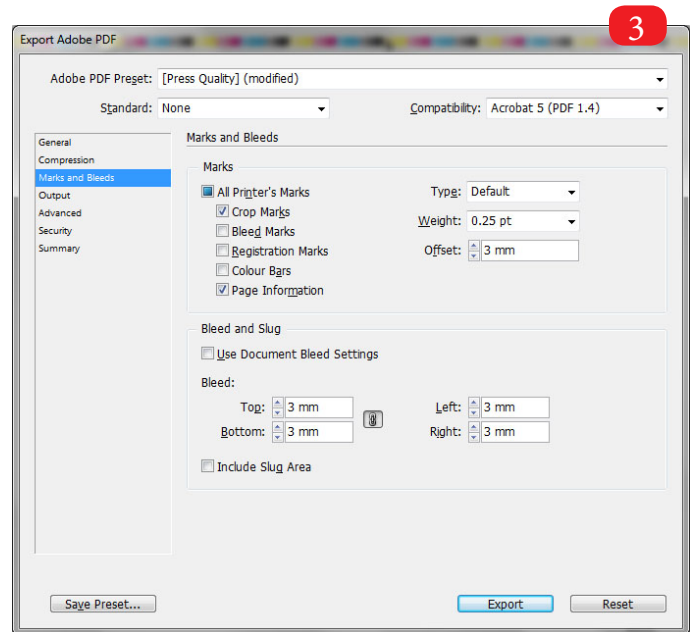 3
Export Adobe PDF
Adobe PDF Preset: [Press Quality] (modified)
Standard: None Compatibility: Acrobat 5 (PDF 1.4)
General
Compression
Marks and Bleeds
Output
Advanced
Security
Summary
Marks and Bleeds
Marks
All Printer's Marks
Crop Marks
Bleed Marks
Registration Marks
Colour Bars
Page Information
Type: Default
Weight: 0.25 pt
Offset: 3 mm
Bleed and Slug
Use Document Bleed Settings
Bleed:
Top: 3 mm Left: 3 mm
Bottom: 3 mm Right: 3 mm
Include Slug Area
Save Preset... Export Reset